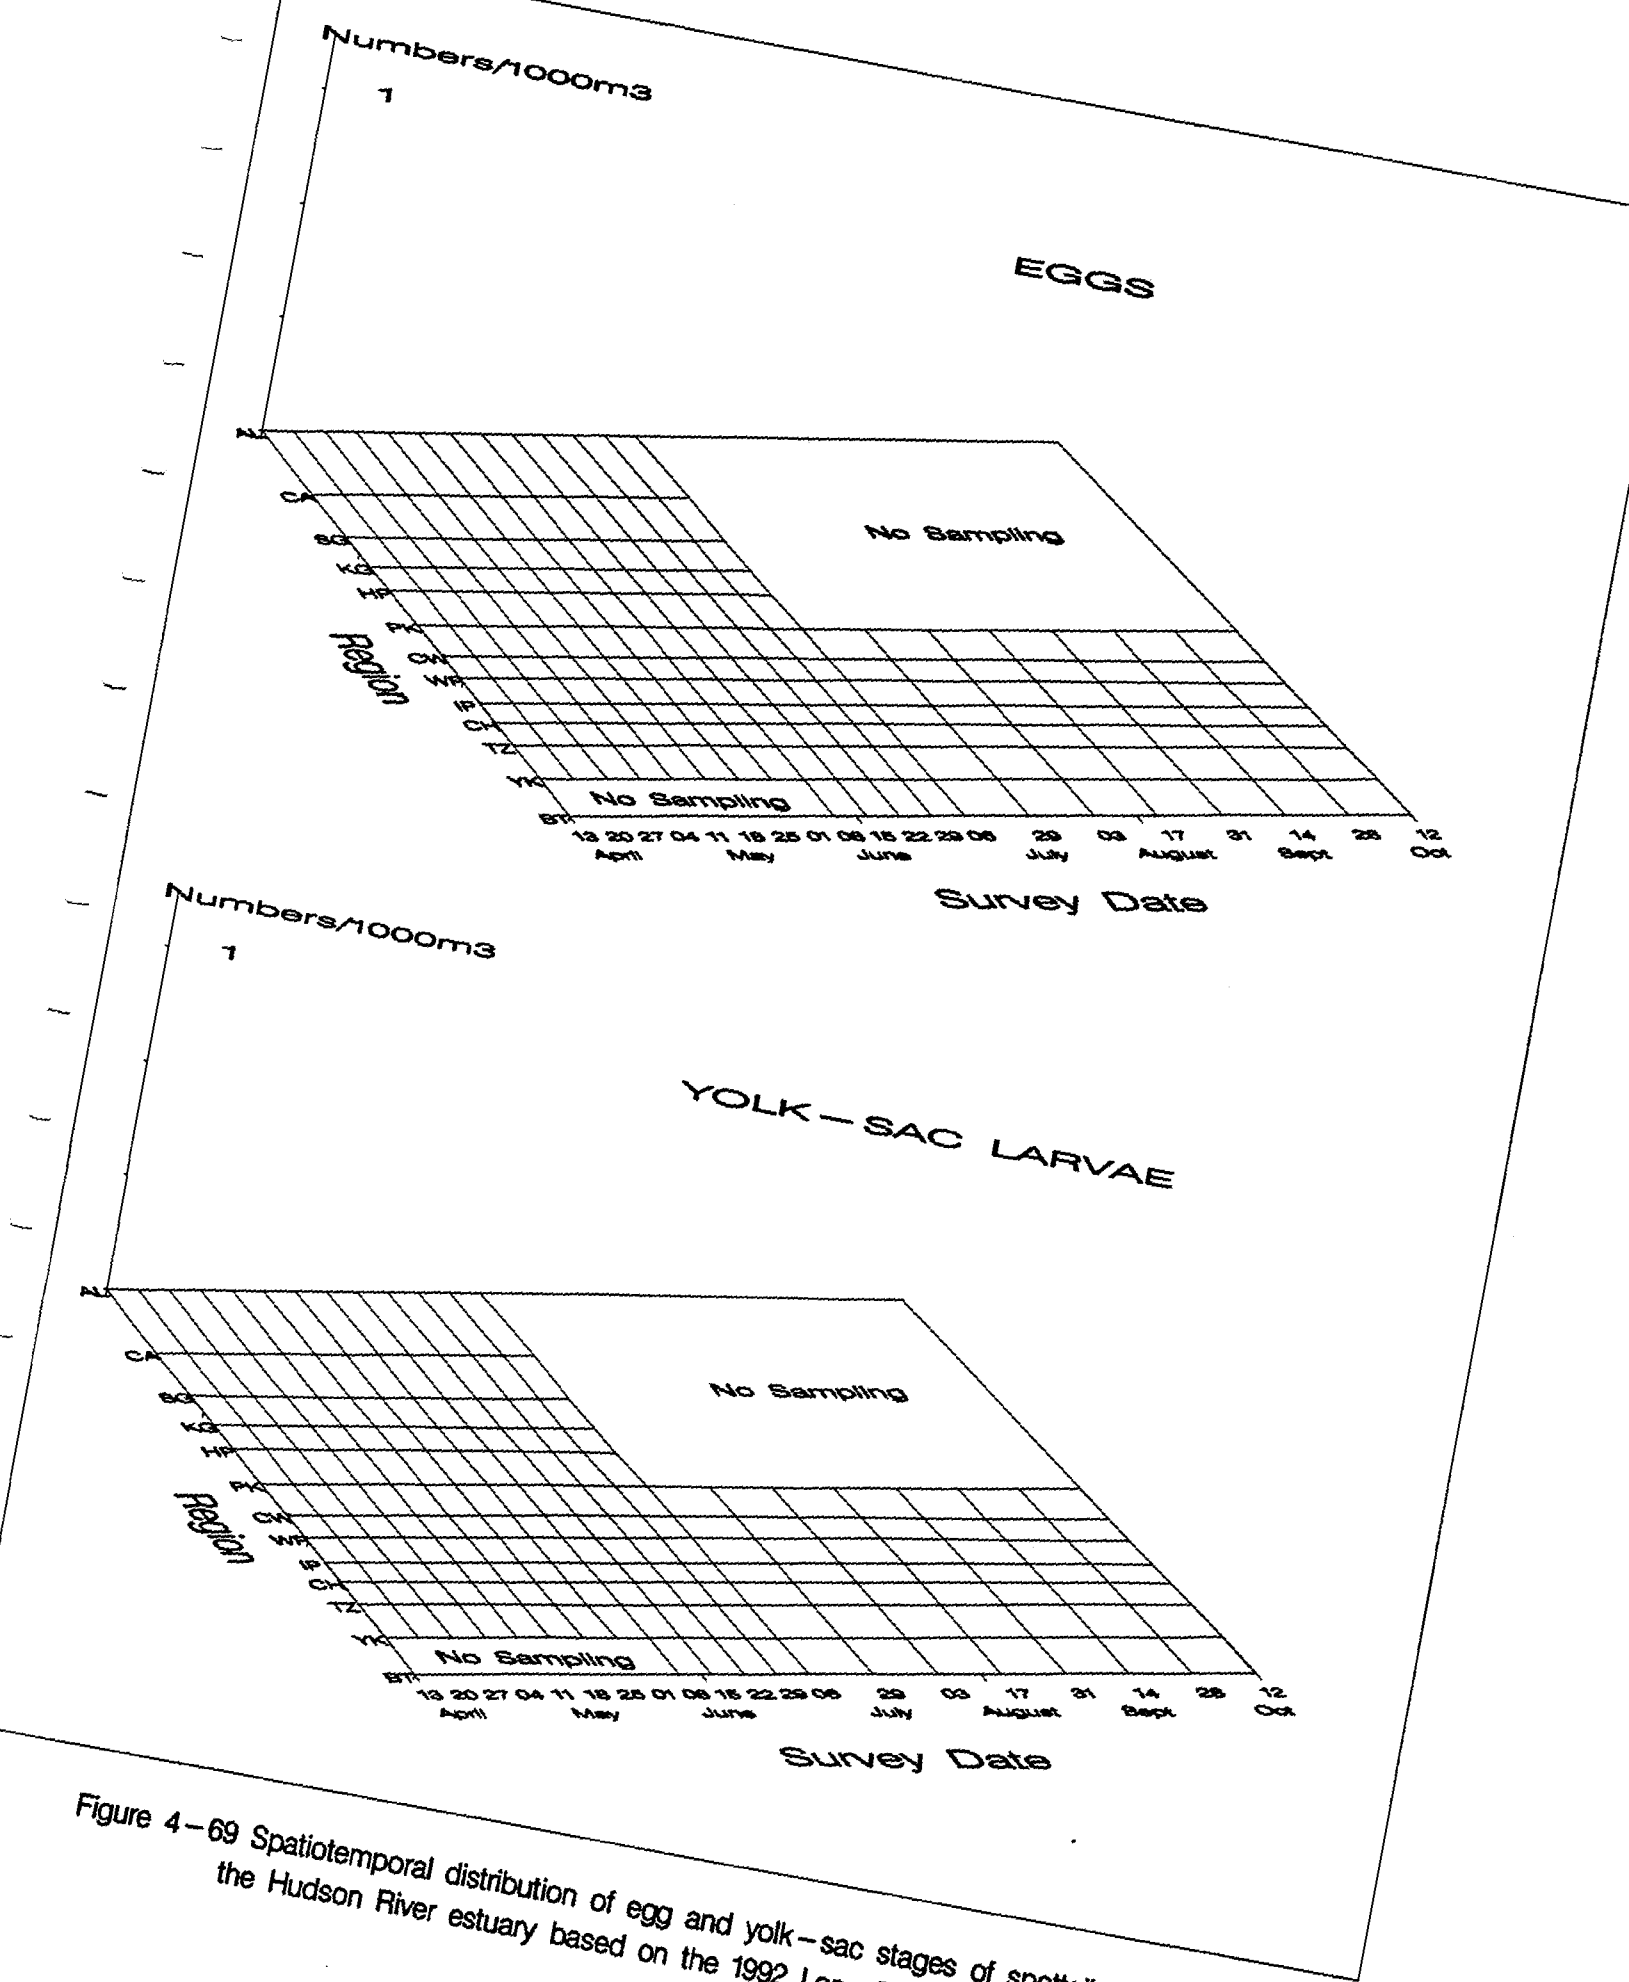 Numbers/1000m3
1
EGGS
AL
CA
SG
KG
HP
PK
CW
WP
IP
CH
TZ
YK
BT
Region
No Sampling
No Sampling
13 20 27 04 11 18 25 01 08 15 22 29 06 29 03 17 31 14 28 12
April May June July August Sept Oct
Survey Date
Numbers/1000m3
1
YOLK-SAC LARVAE
AL
CA
SG
KG
HP
PK
CW
WP
IP
CH
TZ
YK
BT
Region
No Sampling
No Sampling
13 20 27 04 11 18 25 01 08 15 22 29 06 29 03 17 31 14 28 12
April May June July August Sept Oct
Survey Date
Figure 4-69 Spatiotemporal distribution of egg and yolk-sac stages of
the Hudson River estuary based on the 1992